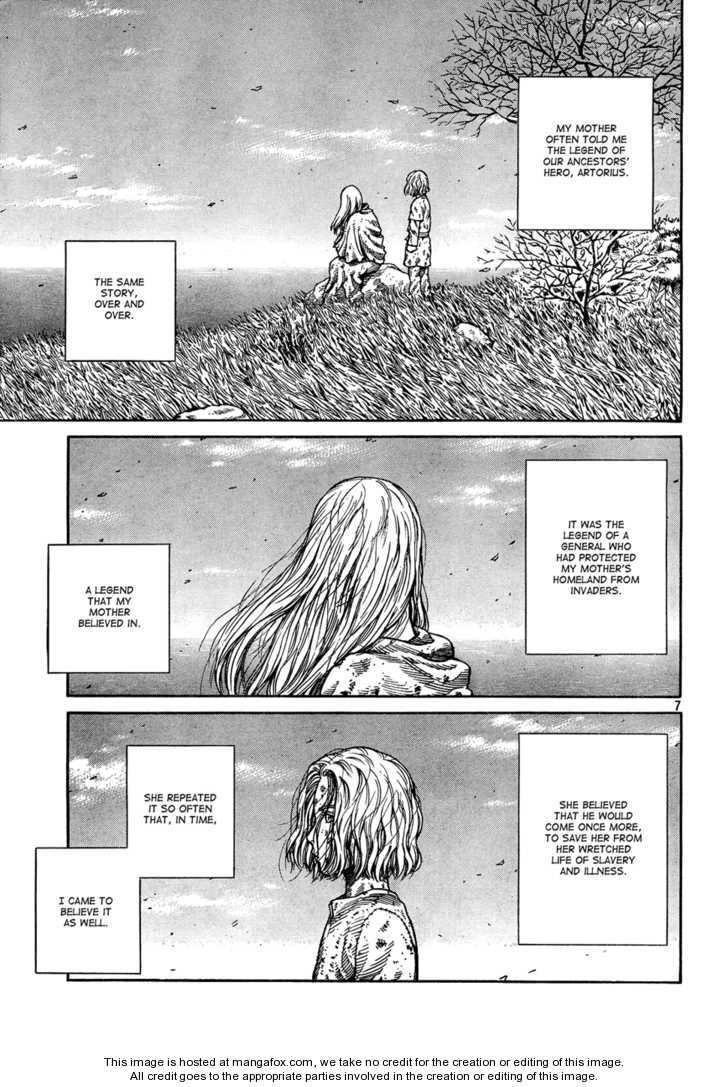 MY MOTHER
OFTEN TOLD ME
THE LEGEND OF
OUR ANCESTORS'
HERO, ARTORIUS.
THE SAME
STORY,
OVER AND
OVER.
IT WAS THE
LEGEND OF A
GENERAL WHO
HAD PROTECTED
MY MOTHER'S
HOMELAND FROM
INVADERS.
A LEGEND
THAT MY
MOTHER
BELIEVED IN.
7
SHE BELIEVED
THAT HE WOULD
COME ONCE MORE,
TO SAVE HER FROM
HER WRETCHED
LIFE OF SLAVERY
AND ILLNESS.
SHE REPEATED
IT SO OFTEN
THAT, IN TIME,
I CAME TO
BELIEVE IT
AS WELL.
This image is hosted at mangafox.com, we take no credit for the creation or editing of this image.
All credit goes to the appropriate parties involved in the creation or editing of this image.